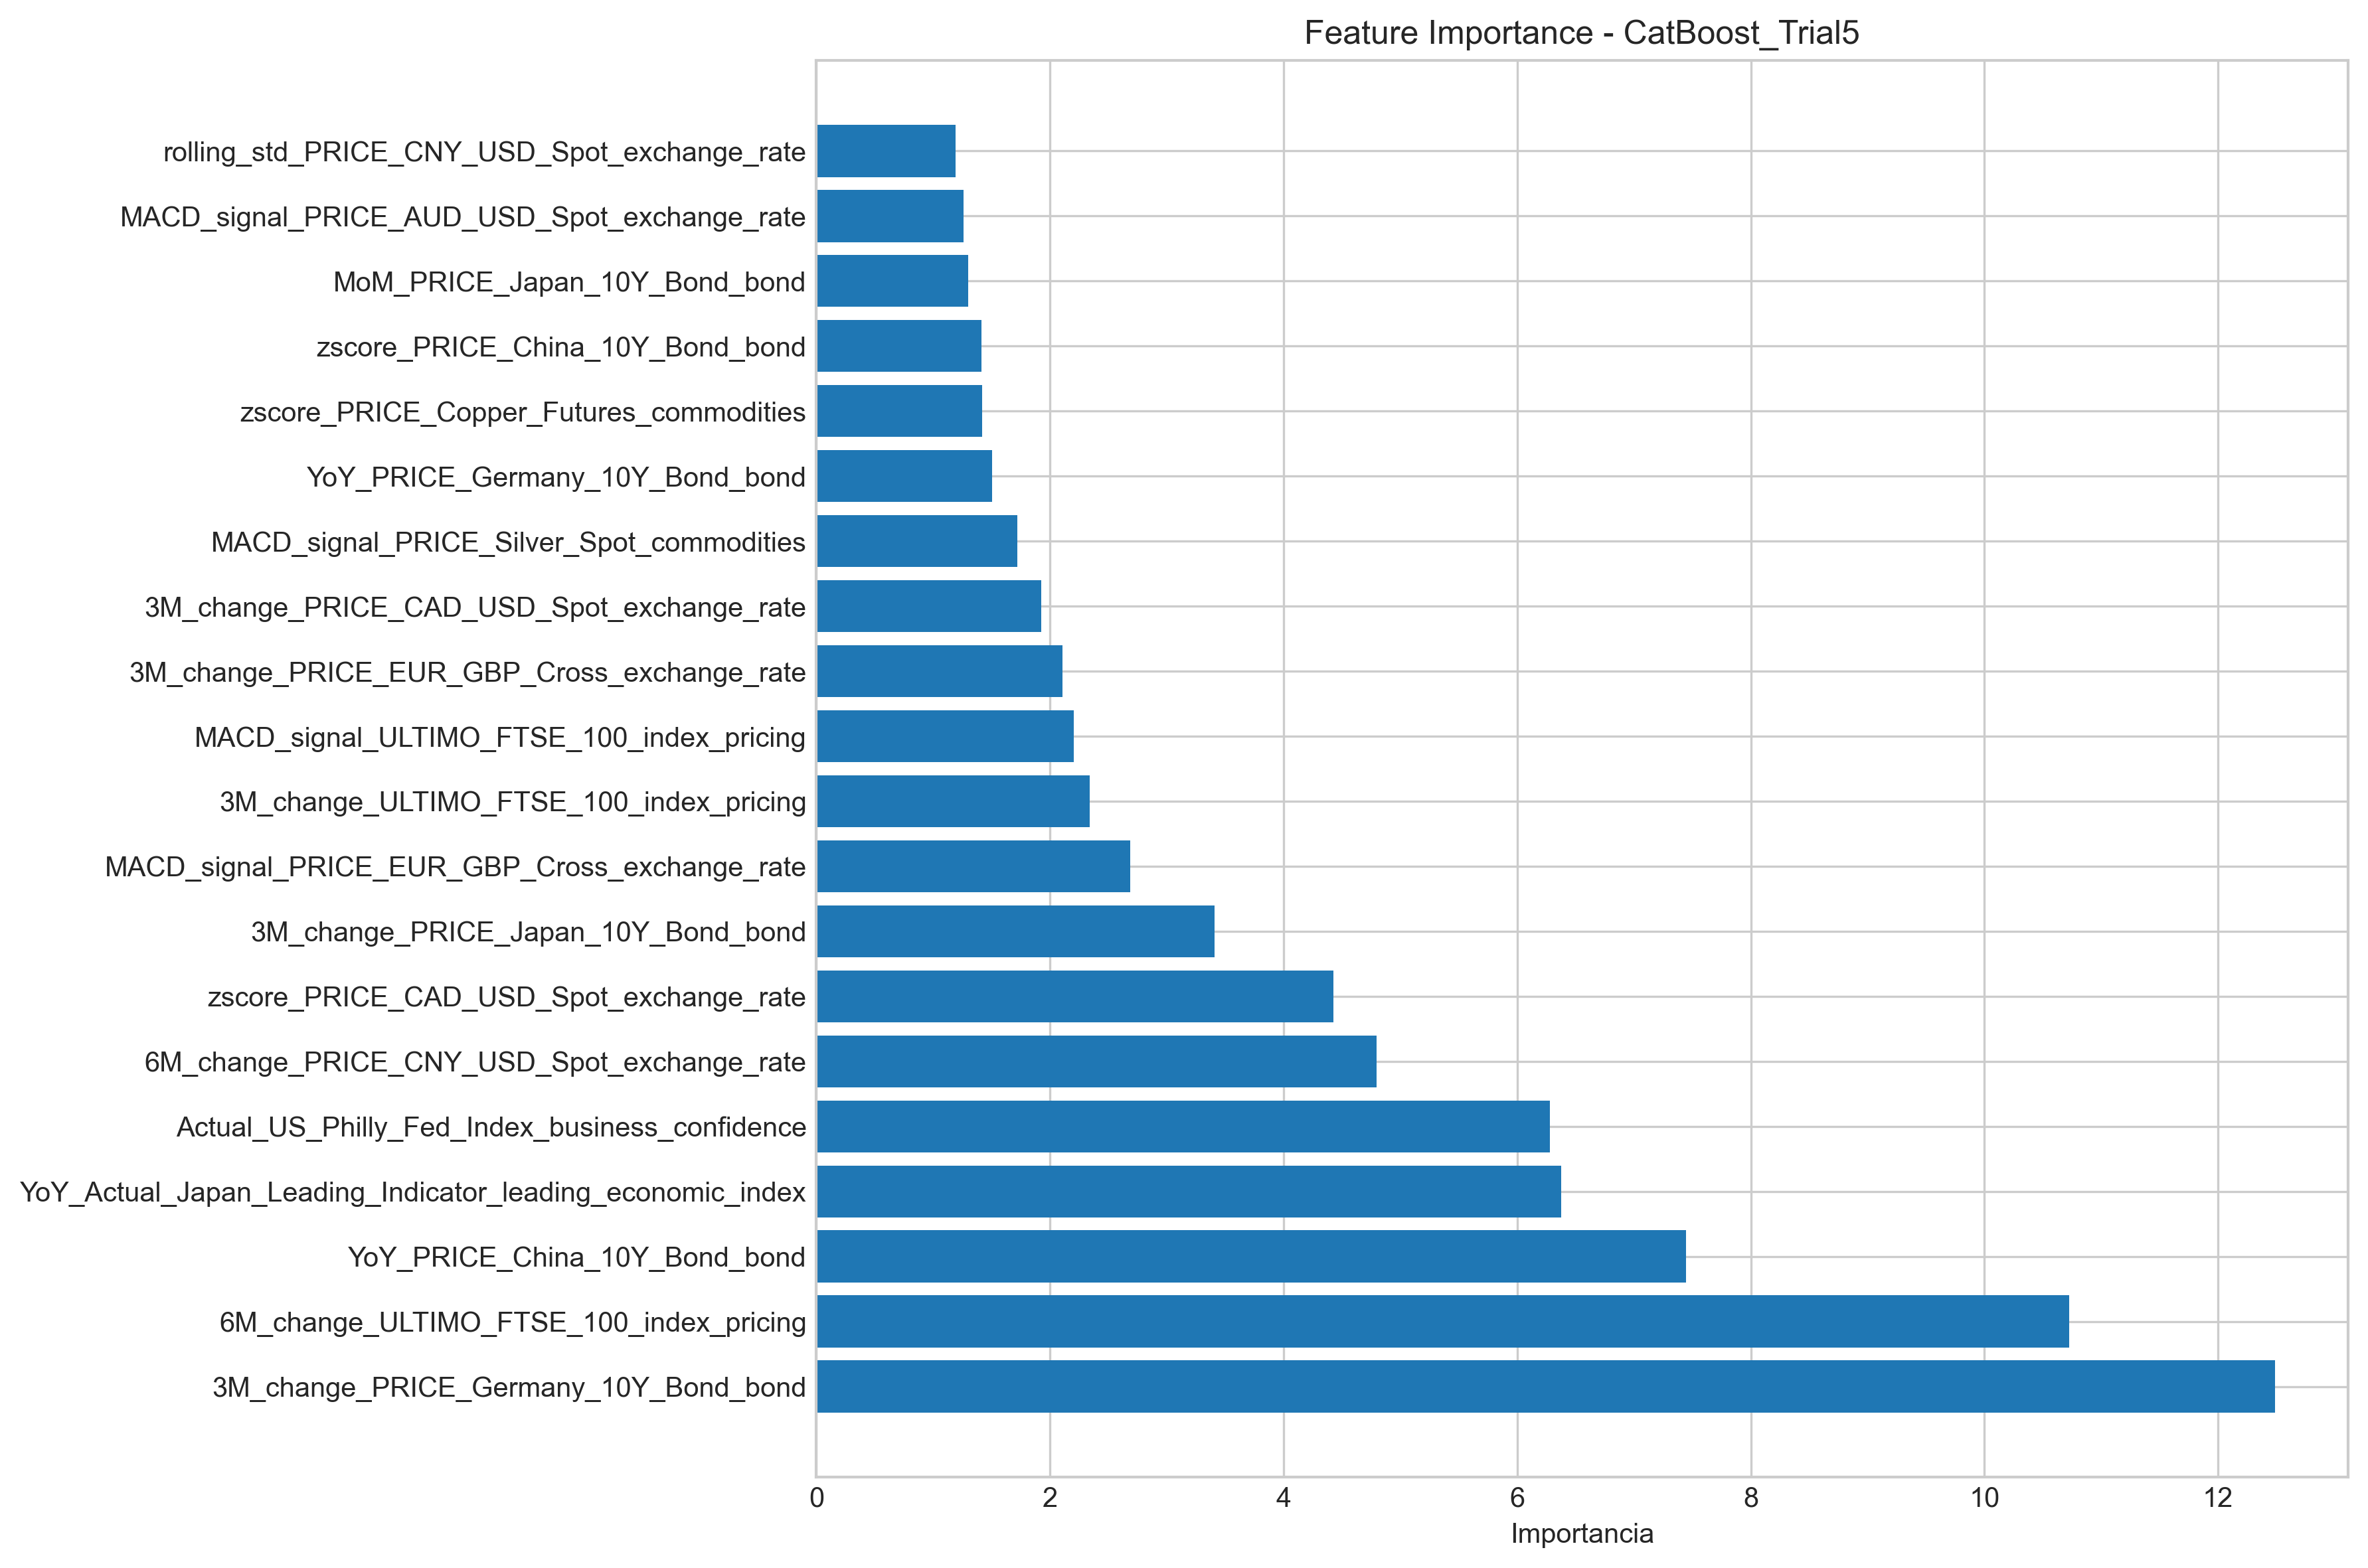 Feature Importance - CatBoost_Trial5
rolling_std_PRICE_CNY_USD_Spot_exchange_rate
MACD_signal_PRICE_AUD_USD_Spot_exchange_rate
MoM_PRICE_Japan_10Y_Bond_bond
zscore_PRICE_China_10Y_Bond_bond
zscore_PRICE_Copper_Futures_commodities
YoY_PRICE_Germany_10Y_Bond_bond
MACD_signal_PRICE_Silver_Spot_commodities
3M_change_PRICE_CAD_USD_Spot_exchange_rate
3M_change_PRICE_EUR_GBP_Cross_exchange_rate
MACD_signal_ULTIMO_FTSE_100_index_pricing
3M_change_ULTIMO_FTSE_100_index_pricing
MACD_signal_PRICE_EUR_GBP_Cross_exchange_rate
3M_change_PRICE_Japan_10Y_Bond_bond
zscore_PRICE_CAD_USD_Spot_exchange_rate
6M_change_PRICE_CNY_USD_Spot_exchange_rate
Actual_US_Philly_Fed_Index_business_confidence
YoY_Actual_Japan_Leading_Indicator_leading_economic_index
YoY_PRICE_China_10Y_Bond_bond
6M_change_ULTIMO_FTSE_100_index_pricing
3M_change_PRICE_Germany_10Y_Bond_bond
0 2 4 6 8 10 12
Importancia